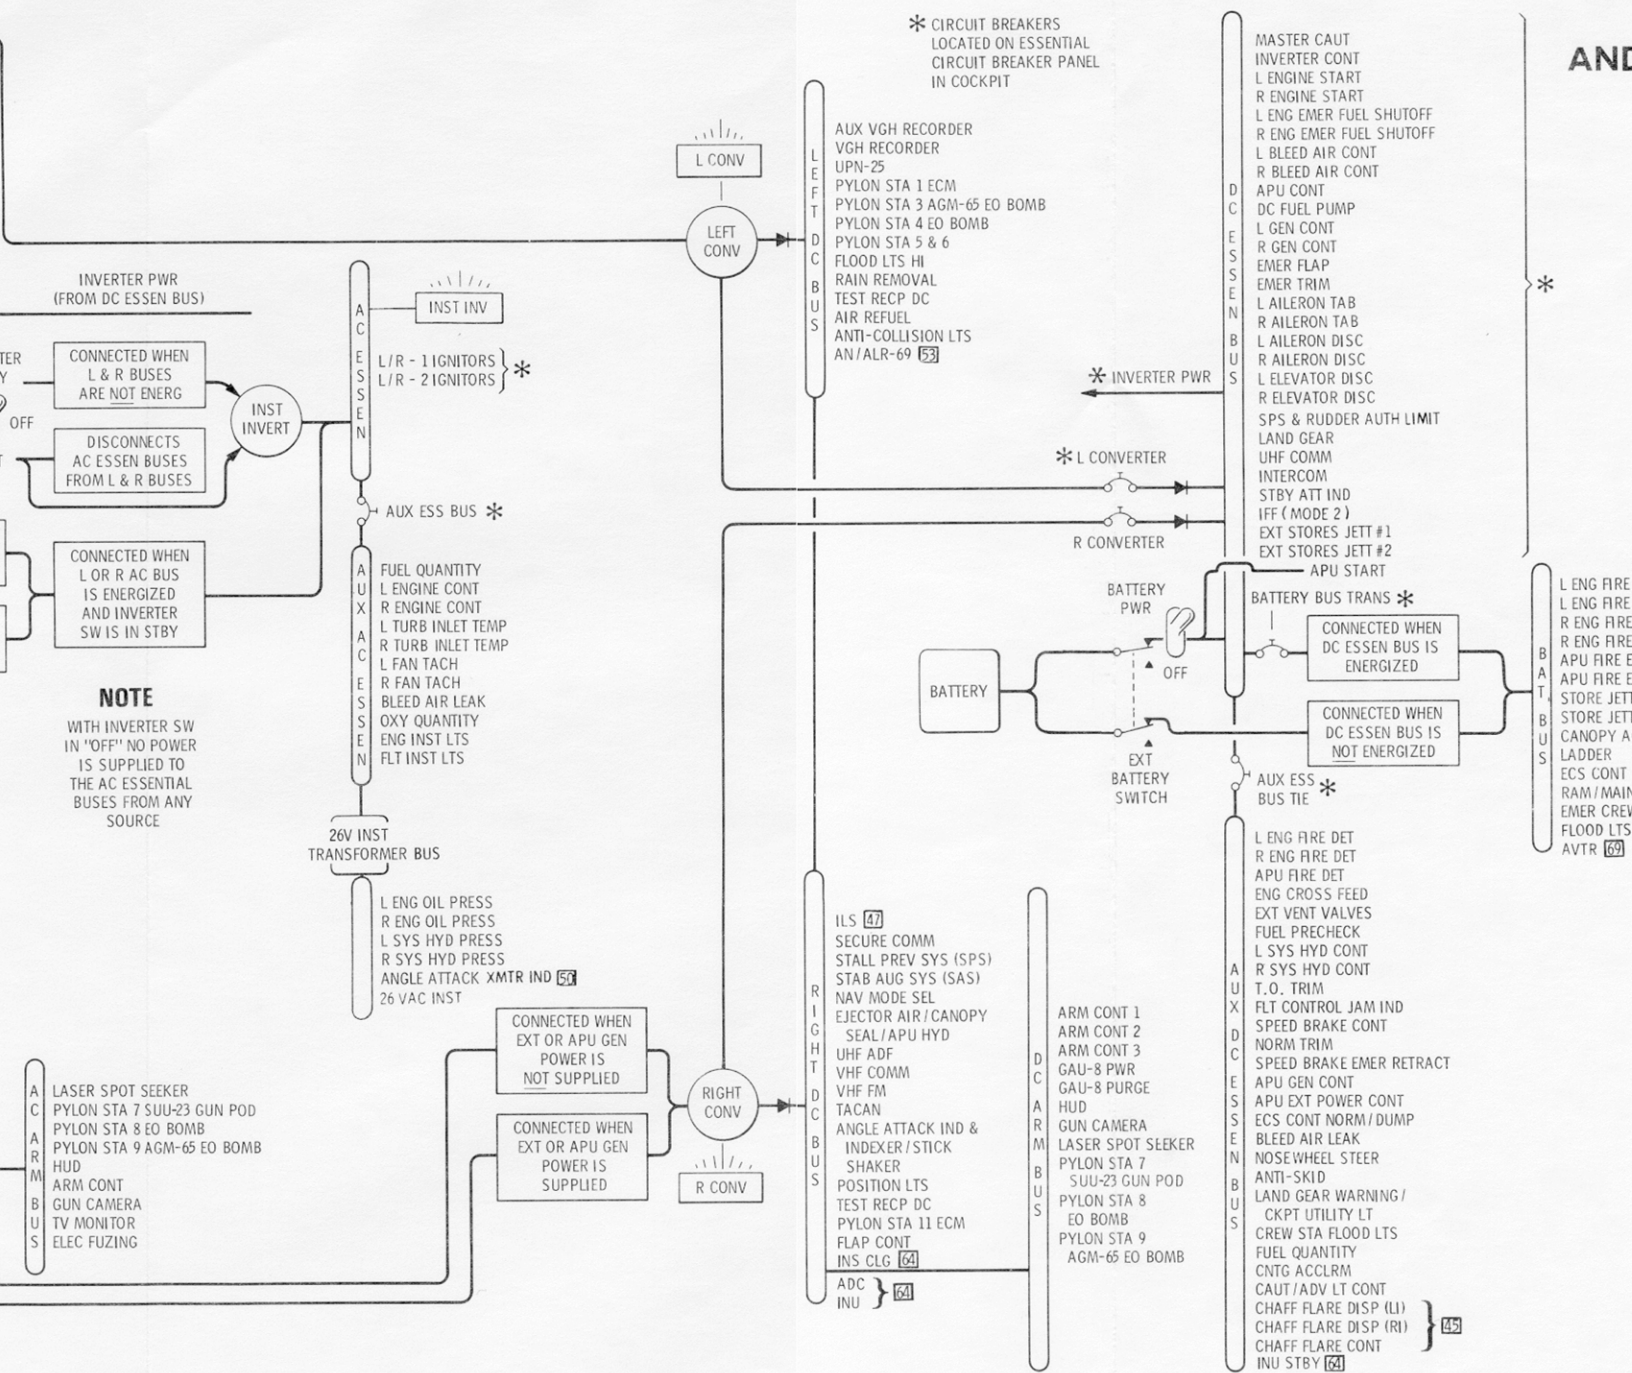 ✱ CIRCUIT BREAKERS
LOCATED ON ESSENTIAL
CIRCUIT BREAKER PANEL
IN COCKPIT
INVERTER PWR
(FROM DC ESSEN BUS)
CONNECTED WHEN
L & R BUSES
ARE NOT ENERG
OFF
DISCONNECTS
AC ESSEN BUSES
FROM L & R BUSES
CONNECTED WHEN
L OR R AC BUS
IS ENERGIZED
AND INVERTER
SW IS IN STBY
INST
INVERT
NOTE
WITH INVERTER SW
IN "OFF" NO POWER
IS SUPPLIED TO
THE AC ESSENTIAL
BUSES FROM ANY
SOURCE
AC ESSEN
INST INV
L/R - 1 IGNITORS
L/R - 2 IGNITORS
✱
AUX ESS BUS ✱
AUX AC ESSEN
FUEL QUANTITY
L ENGINE CONT
R ENGINE CONT
L TURB INLET TEMP
R TURB INLET TEMP
L FAN TACH
R FAN TACH
BLEED AIR LEAK
OXY QUANTITY
ENG INST LTS
FLT INST LTS
26V INST
TRANSFORMER BUS
L ENG OIL PRESS
R ENG OIL PRESS
L SYS HYD PRESS
R SYS HYD PRESS
ANGLE ATTACK XMTR IND 50
26 VAC INST
AC ARM BUS
LASER SPOT SEEKER
PYLON STA 7 SUU-23 GUN POD
PYLON STA 8 EO BOMB
PYLON STA 9 AGM-65 EO BOMB
HUD
ARM CONT
GUN CAMERA
TV MONITOR
ELEC FUZING
CONNECTED WHEN
EXT OR APU GEN
POWER IS
NOT SUPPLIED
CONNECTED WHEN
EXT OR APU GEN
POWER IS
SUPPLIED
L CONV
LEFT
CONV
RIGHT
CONV
R CONV
LEFT DC BUS
AUX VGH RECORDER
VGH RECORDER
UPN-25
PYLON STA 1 ECM
PYLON STA 3 AGM-65 EO BOMB
PYLON STA 4 EO BOMB
PYLON STA 5 & 6
FLOOD LTS HI
RAIN REMOVAL
TEST RECP DC
AIR REFUEL
ANTI-COLLISION LTS
AN/ALR-69 53
✱ INVERTER PWR
✱ L CONVERTER
R CONVERTER
RIGHT DC BUS
ILS 47
SECURE COMM
STALL PREV SYS (SPS)
STAB AUG SYS (SAS)
NAV MODE SEL
EJECTOR AIR/CANOPY
SEAL/APU HYD
UHF ADF
VHF COMM
VHF FM
TACAN
ANGLE ATTACK IND &
INDEXER/STICK
SHAKER
POSITION LTS
TEST RECP DC
PYLON STA 11 ECM
FLAP CONT
INS CLG 64
ADC
INU
64
DC ARM BUS
ARM CONT 1
ARM CONT 2
ARM CONT 3
GAU-8 PWR
GAU-8 PURGE
HUD
GUN CAMERA
LASER SPOT SEEKER
PYLON STA 7
SUU-23 GUN POD
PYLON STA 8
EO BOMB
PYLON STA 9
AGM-65 EO BOMB
DC ESSEN BUS
MASTER CAUT
INVERTER CONT
L ENGINE START
R ENGINE START
L ENG EMER FUEL SHUTOFF
R ENG EMER FUEL SHUTOFF
L BLEED AIR CONT
R BLEED AIR CONT
APU CONT
DC FUEL PUMP
L GEN CONT
R GEN CONT
EMER FLAP
EMER TRIM
L AILERON TAB
R AILERON TAB
L AILERON DISC
R AILERON DISC
L ELEVATOR DISC
R ELEVATOR DISC
SPS & RUDDER AUTH LIMIT
LAND GEAR
UHF COMM
INTERCOM
STBY ATT IND
IFF (MODE 2)
EXT STORES JETT #1
EXT STORES JETT #2
✱
APU START
BATTERY
PWR
OFF
BATTERY
EXT
BATTERY
SWITCH
BATTERY BUS TRANS ✱
CONNECTED WHEN
DC ESSEN BUS IS
ENERGIZED
CONNECTED WHEN
DC ESSEN BUS IS
NOT ENERGIZED
AUX ESS
BUS TIE ✱
AUX DC ESSEN BUS
L ENG FIRE DET
R ENG FIRE DET
APU FIRE DET
ENG CROSS FEED
EXT VENT VALVES
FUEL PRECHECK
L SYS HYD CONT
R SYS HYD CONT
T.O. TRIM
FLT CONTROL JAM IND
SPEED BRAKE CONT
NORM TRIM
SPEED BRAKE EMER RETRACT
APU GEN CONT
APU EXT POWER CONT
ECS CONT NORM/DUMP
BLEED AIR LEAK
NOSEWHEEL STEER
ANTI-SKID
LAND GEAR WARNING/
CKPT UTILITY LT
CREW STA FLOOD LTS
FUEL QUANTITY
CNTG ACCLRM
CAUT/ADV LT CONT
CHAFF FLARE DISP (LI)
CHAFF FLARE DISP (RI)
CHAFF FLARE CONT
45
INU STBY 64
BAT. BUS
L ENG FIRE
L ENG FIRE
R ENG FIRE
R ENG FIRE
APU FIRE E
APU FIRE E
STORE JETT
STORE JETT
CANOPY A
LADDER
ECS CONT
RAM/MAIN
EMER CREW
FLOOD LTS
AVTR 69
AND